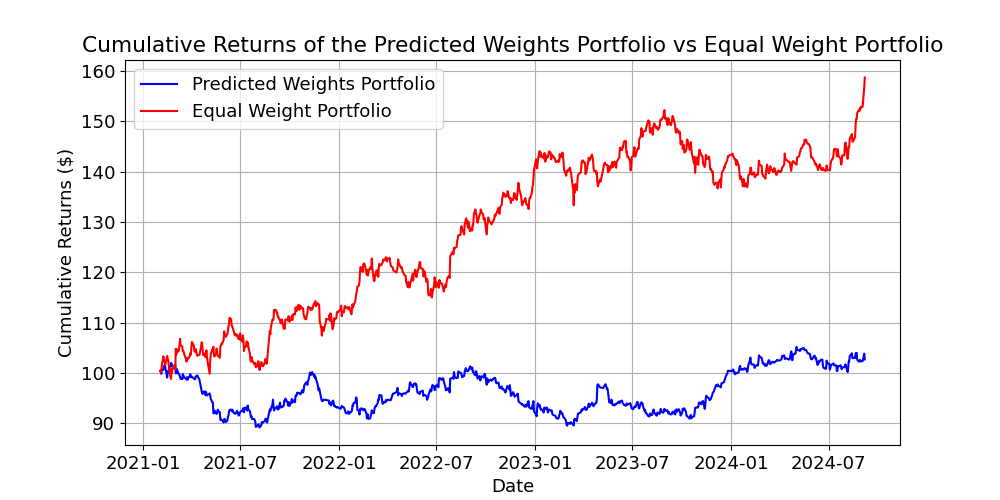 Cumulative Returns of the Predicted Weights Portfolio vs Equal Weight Portfolio
Predicted Weights Portfolio
Equal Weight Portfolio
Cumulative Returns ($)
160
150
140
130
120
110
100
90
2021-01 2021-07 2022-01 2022-07 2023-01 2023-07 2024-01 2024-07
Date